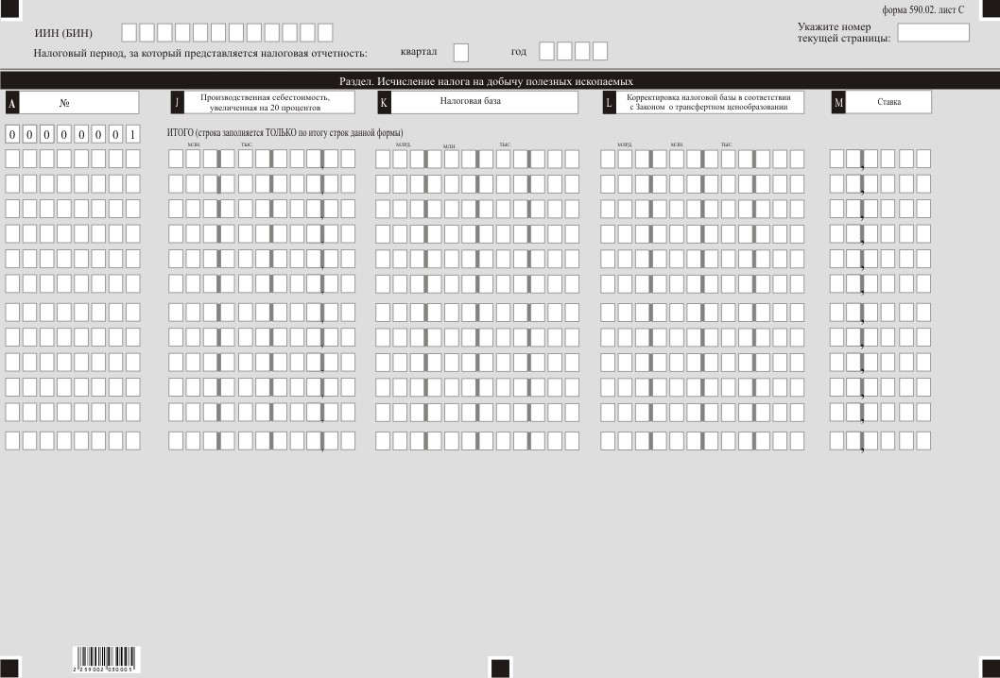 форма 590.02. лист С
ИИН (БИН)
Укажите номер
текущей страницы:
Налоговый период, за который представляется налоговая отчетность: квартал год
Раздел. Исчисление налога на добычу полезных ископаемых
A №
J Производственная себестоимость,
увеличенная на 20 процентов
K Налоговая база
L Корректировка налоговой базы в соответствии
с Законом о трансфертном ценообразовании
M Ставка
0 0 0 0 0 0 0 1 ИТОГО (строка заполняется ТОЛЬКО по итогу строк данной формы)
млн. тыс. млрд. млн. тыс. млрд. млн. тыс.
2 259002 030005